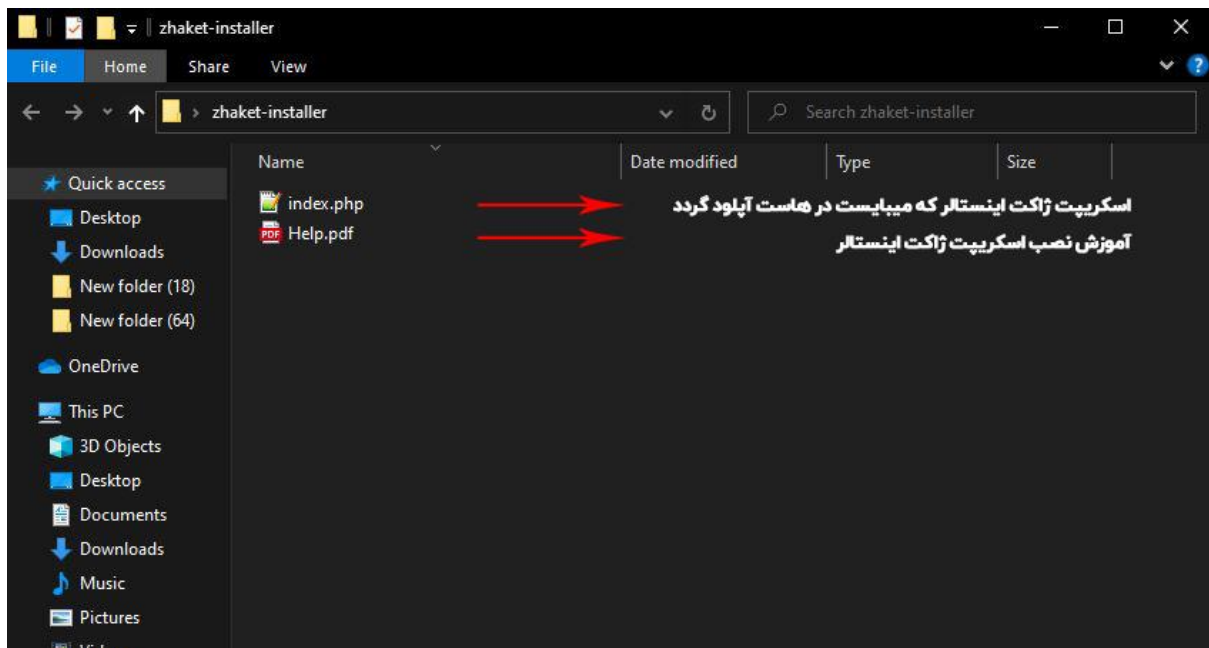 zhaket-installer
File Home Share View
zhaket-installer
Search zhaket-installer
Name Date modified Type Size
Quick access
Desktop
Downloads
New folder (18)
New folder (64)
OneDrive
This PC
3D Objects
Desktop
Documents
Downloads
Music
Pictures
index.php
اسکریپت ژاکت اینستالر که میبایست در هاست آپلود گردد
Help.pdf
آموزش نصب اسکریپت ژاکت اینستالر